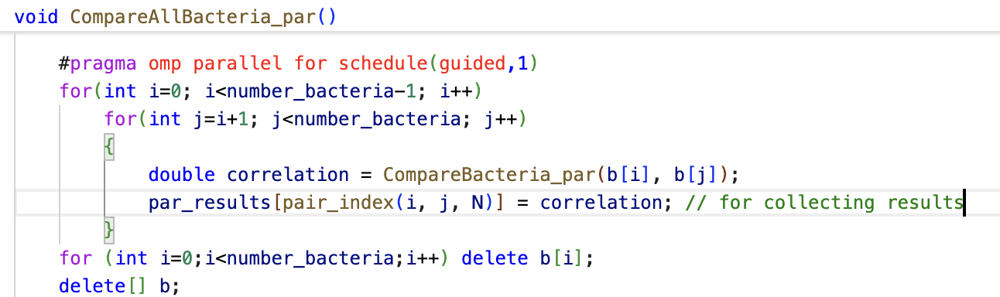 void CompareAllBacteria_par()
#pragma omp parallel for schedule(guided,1)
for(int i=0; i<number_bacteria-1; i++)
for(int j=i+1; j<number_bacteria; j++)
{
double correlation = CompareBacteria_par(b[i], b[j]);
par_results[pair_index(i, j, N)] = correlation; // for collecting results
}
for (int i=0;i<number_bacteria;i++) delete b[i];
delete[] b;